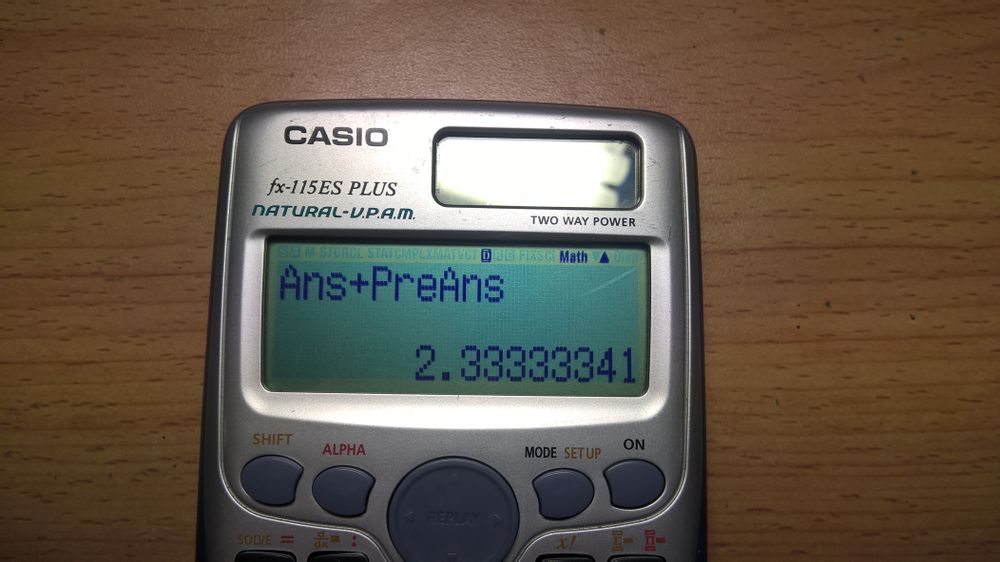 CASIO
fx-115ES PLUS
NATURAL-V.P.A.M.
TWO WAY POWER
D Math ▲
Ans+PreAns
2.33333341
SHIFT
ALPHA
MODE SETUP
ON
REPLAY
SOLVE =
d/dx :
x!